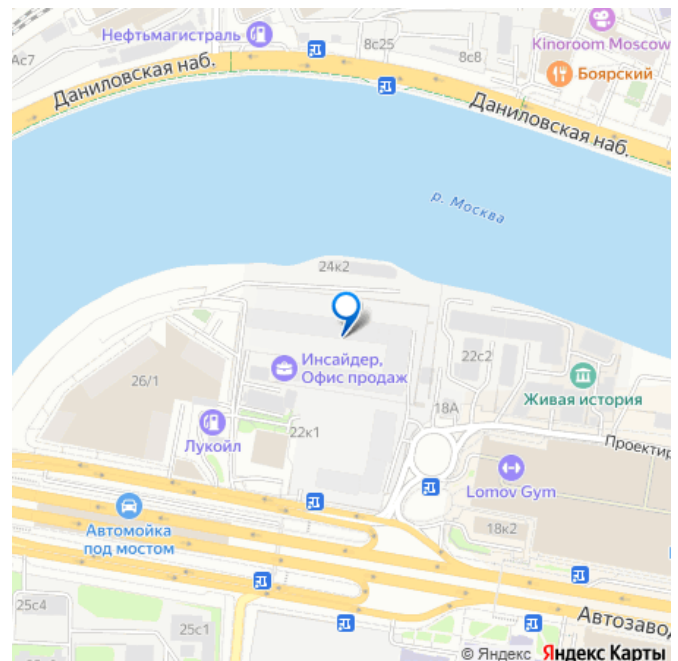 Нефтьмагистраль
Ас7
8с25
8с8
Kinoroom Moscow
Боярский
Даниловская наб.
Даниловская наб.
р. Москва
24к2
Инсайдер,
Офис продаж
26/1
22с2
Живая история
18А
Лукойл
22к1
Проектир
Lomov Gym
Автомойка
под мостом
18к2
25с4
25с1
Автозавод
© Яндекс Яндекс Карты